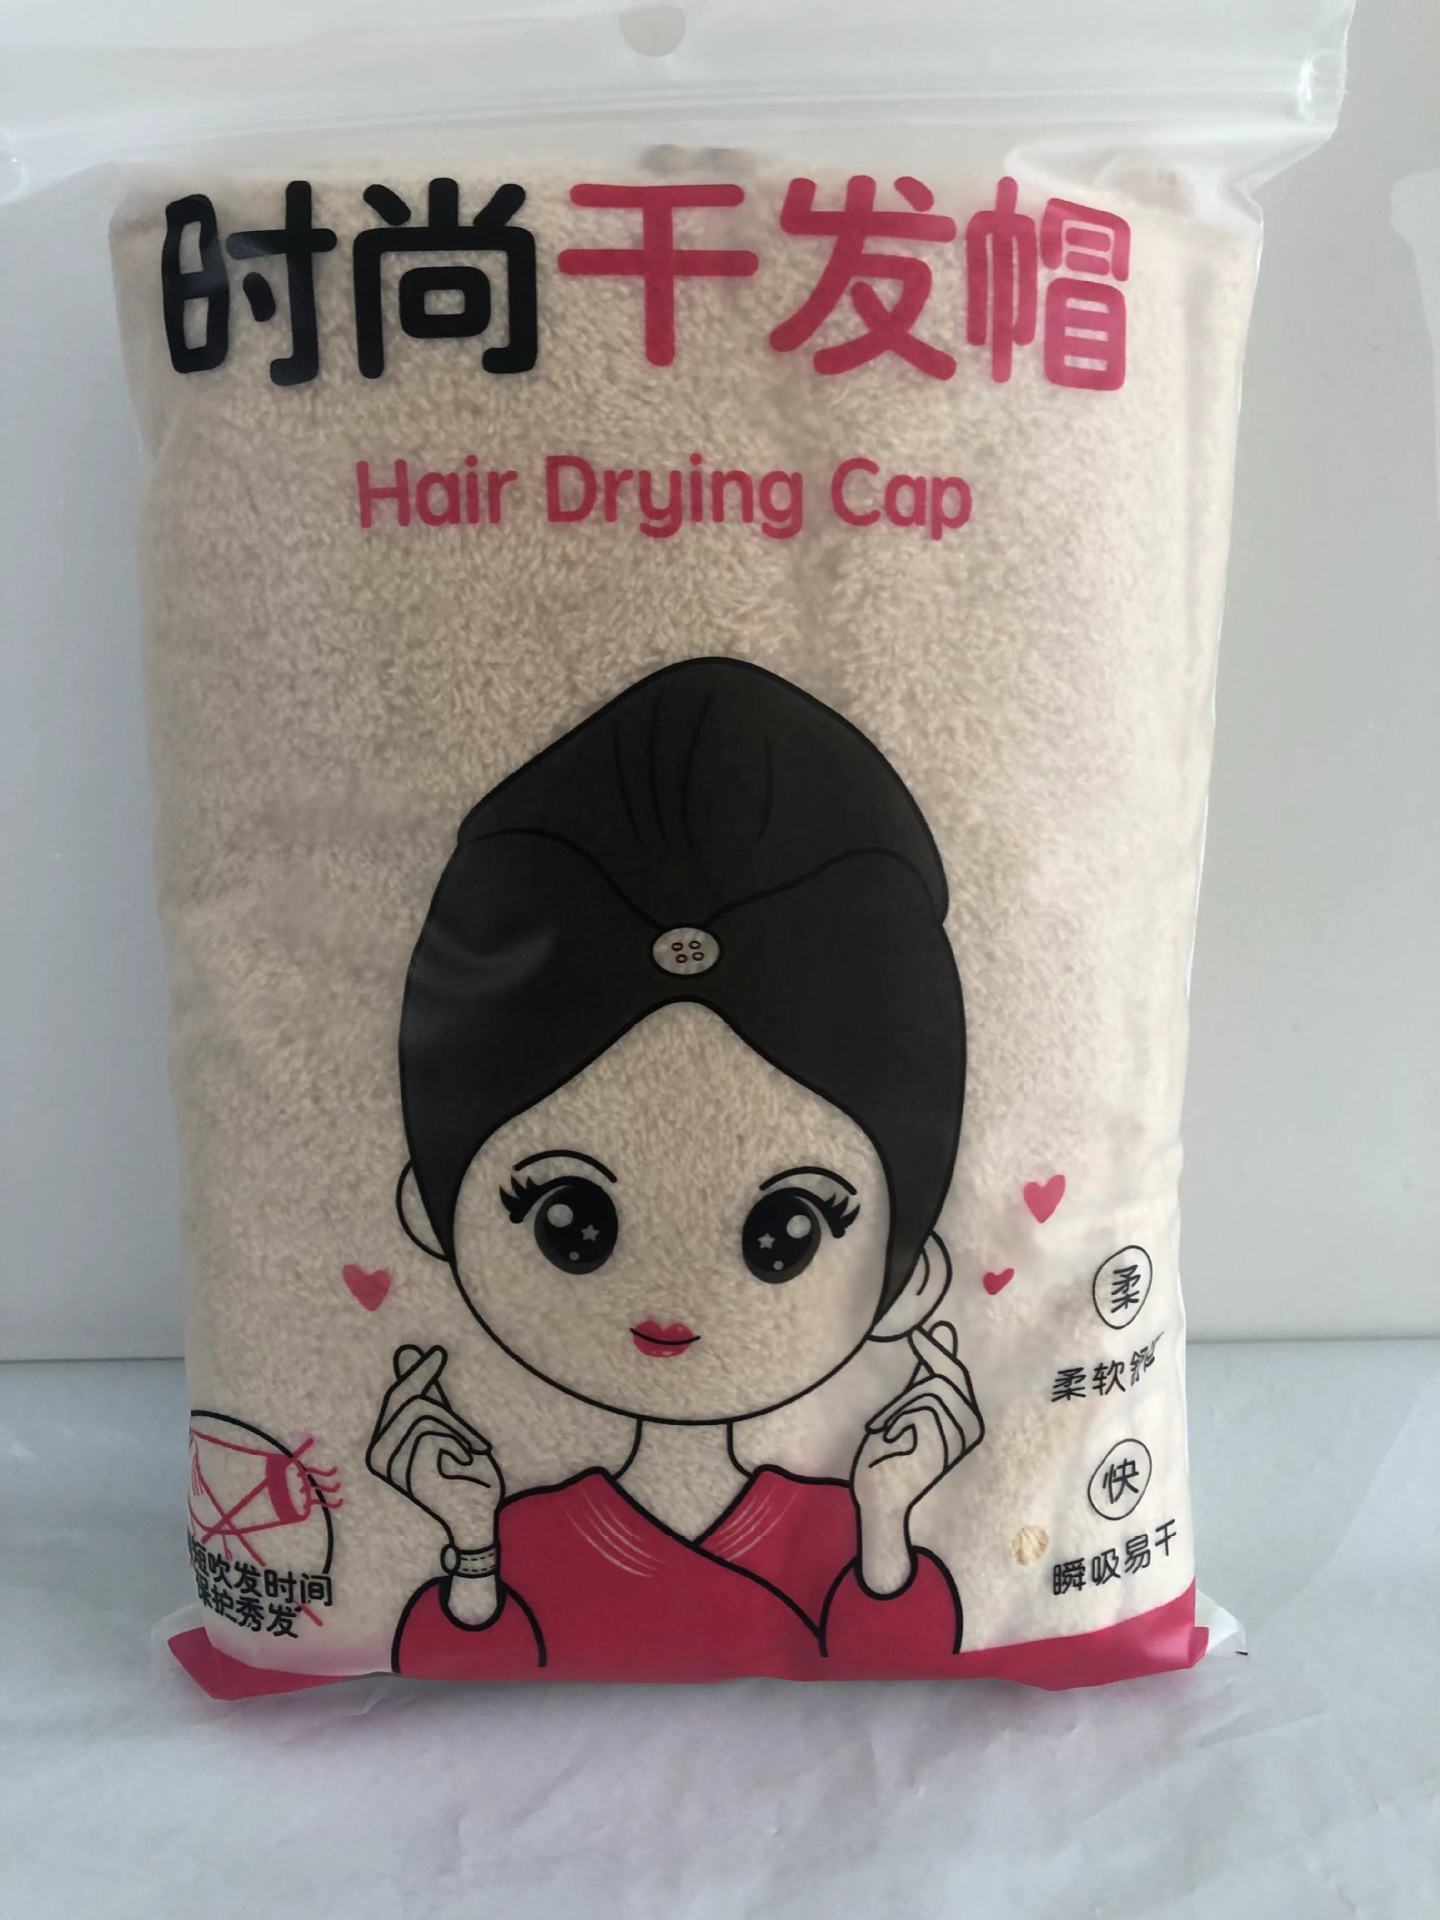 时尚干发帽
Hair Drying Cap
柔
柔软
快
瞬吸易干
短吹发时间
保护秀发